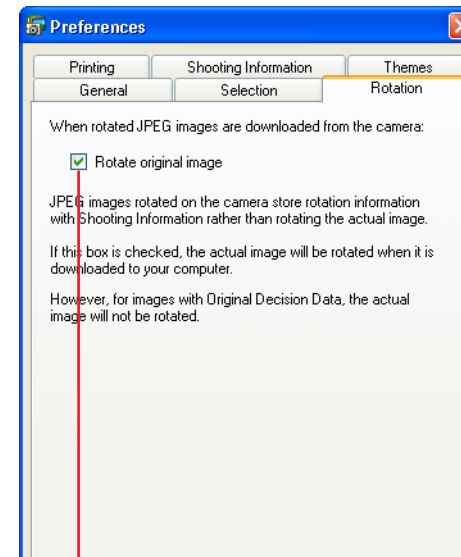 Preferences
Printing Shooting Information Themes
General Selection Rotation
When rotated JPEG images are downloaded from the camera:
Rotate original image
JPEG images rotated on the camera store rotation information
with Shooting Information rather than rotating the actual image.
If this box is checked, the actual image will be rotated when it is
downloaded to your computer.
However, for images with Original Decision Data, the actual
image will not be rotated.